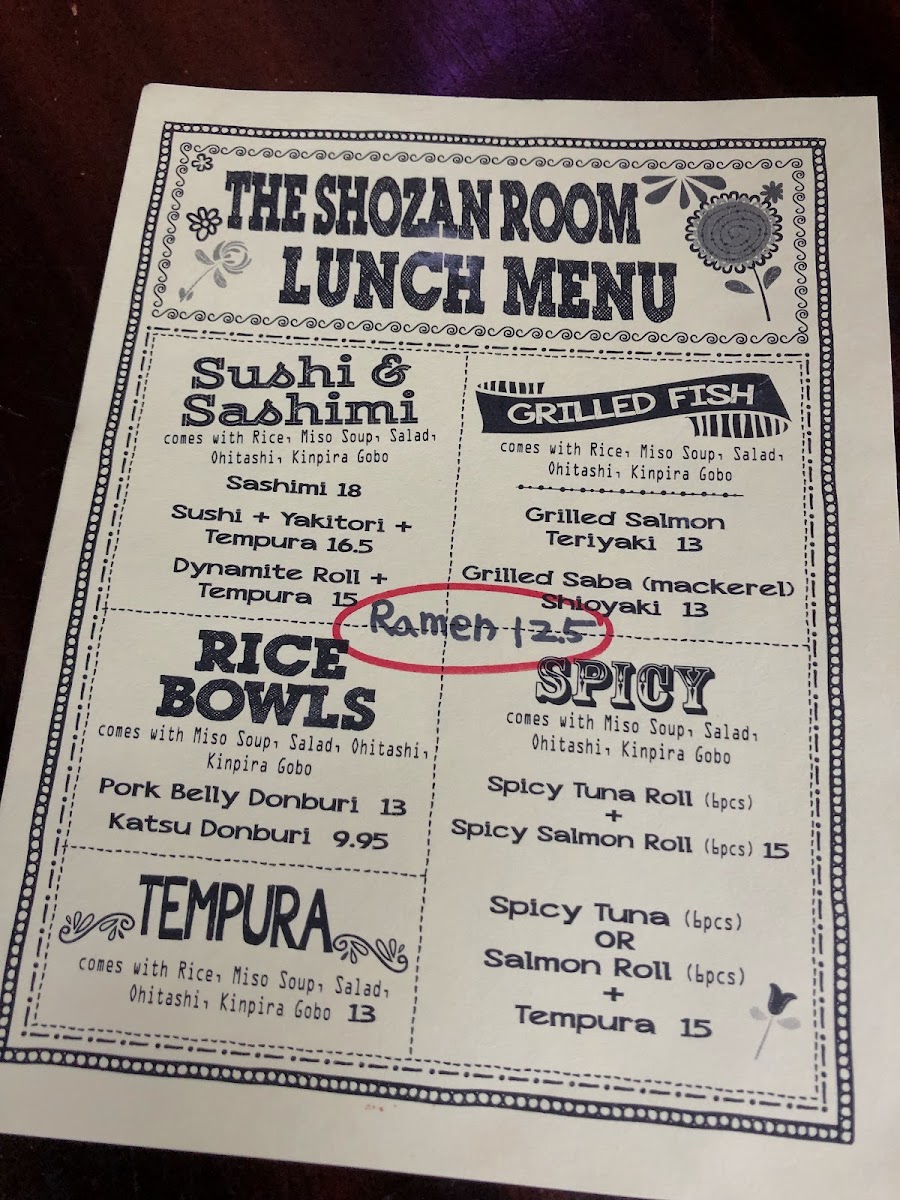 THE SHOZAN ROOM
LUNCH MENU
Sushi &
Sashimi
comes with Rice, Miso Soup, Salad,
Ohitashi, Kinpira Gobo
Sashimi 18
Sushi + Yakitori +
Tempura 16.5
Dynamite Roll +
Tempura 15
GRILLED FISH
comes with Rice, Miso Soup, Salad,
Ohitashi, Kinpira Gobo
Grilled Salmon
Teriyaki 13
Grilled Saba (mackerel)
Shioyaki 13
Ramen 12.5
RICE
BOWLS
comes with Miso Soup, Salad, Ohitashi,
Kinpira Gobo
Pork Belly Donburi 13
Katsu Donburi 9.95
TEMPURA
comes with Rice, Miso Soup, Salad,
Ohitashi, Kinpira Gobo 13
SPICY
comes with Miso Soup, Salad,
Ohitashi, Kinpira Gobo
Spicy Tuna Roll (6pcs)
+
Spicy Salmon Roll (6pcs) 15
Spicy Tuna (6pcs)
OR
Salmon Roll (6pcs)
+
Tempura 15